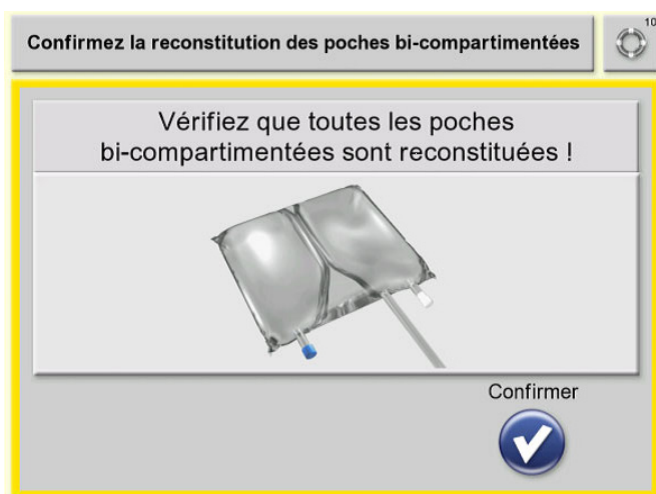 Confirmez la reconstitution des poches bi-compartimentées
10
Vérifiez que toutes les poches
bi-compartimentées sont reconstituées !
Confirmer